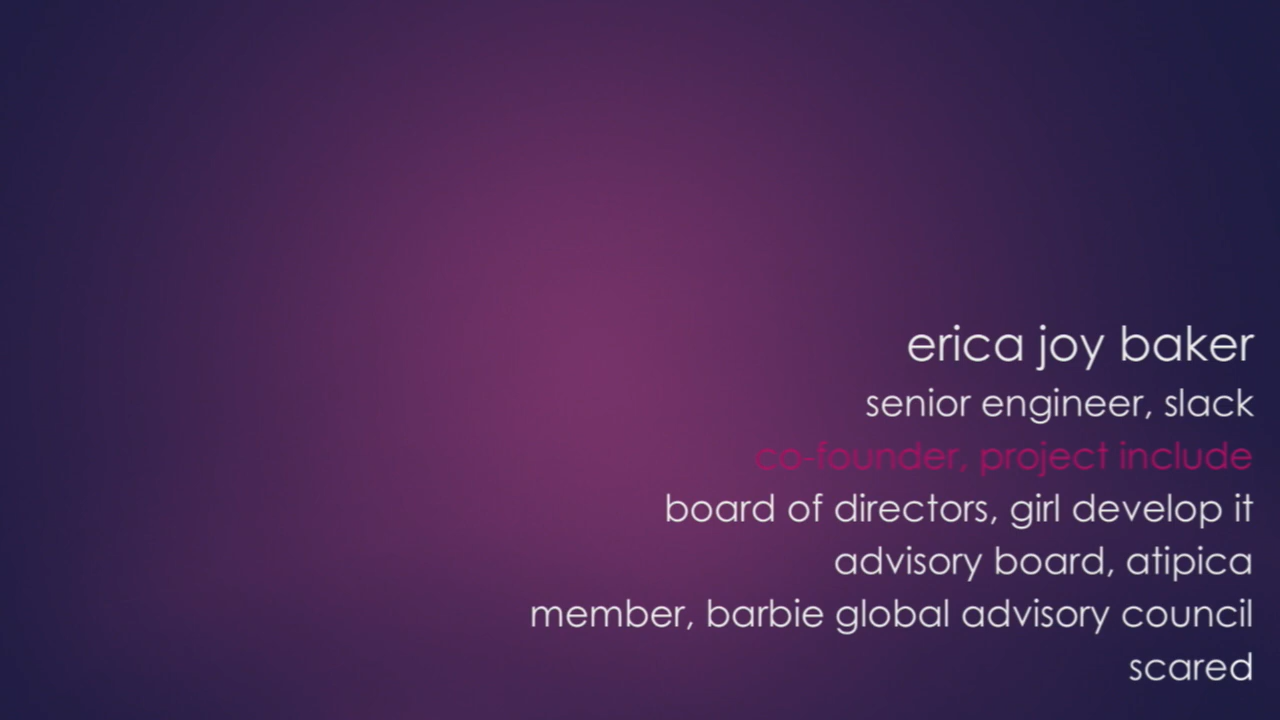 erica joy baker
senior engineer, slack
co-founder, project include
board of directors, girl develop it
advisory board, atipica
member, barbie global advisory council
scared